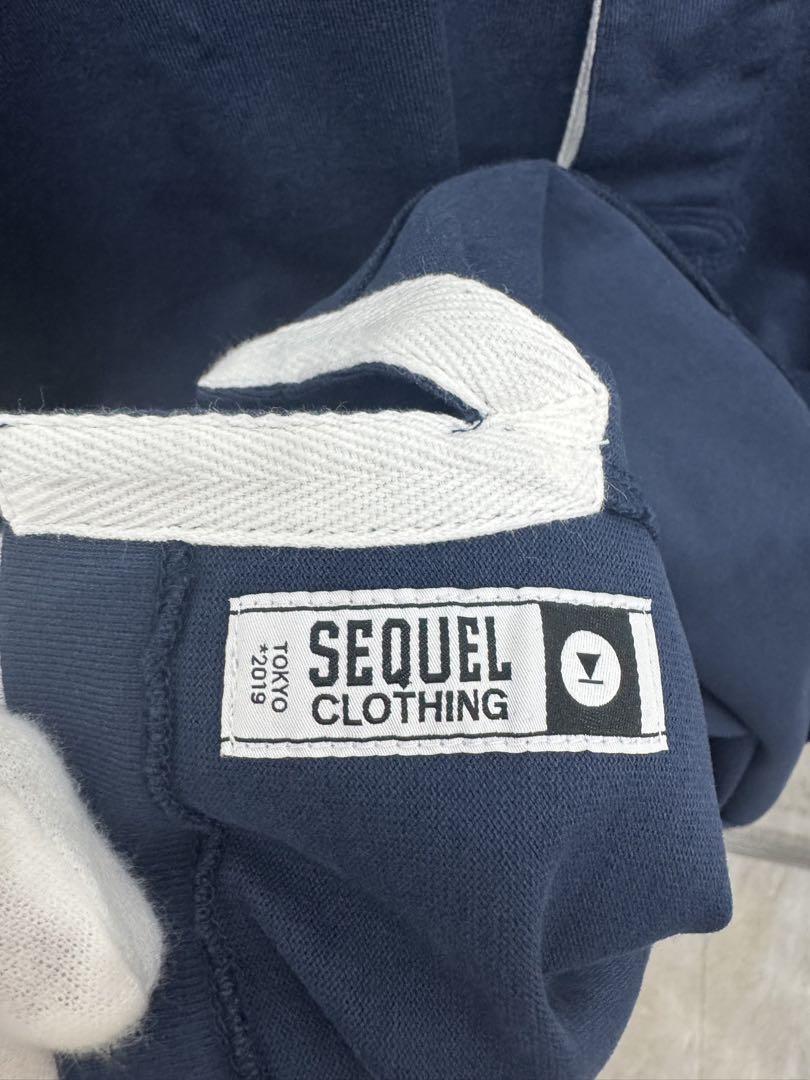 SEQUEL
CLOTHING
TOKYO
*2019